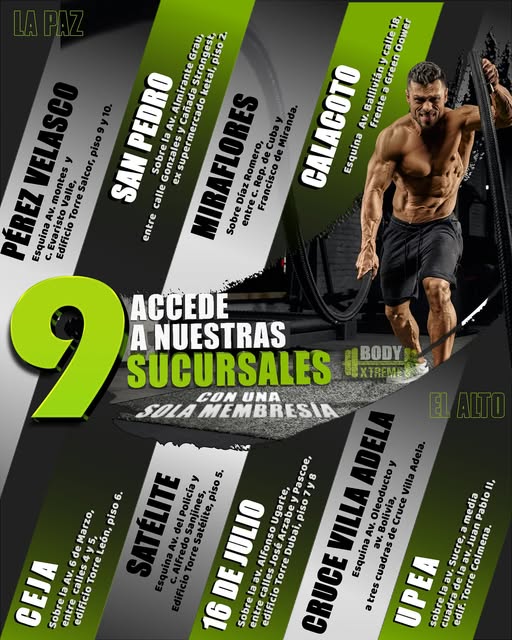 LA PAZ
PÉREZ VELASCO
Esquina Av. montes y
c. Evaristo Valle,
Edificio Torre Salcor, piso 9 y 10.
SAN PEDRO
Sobre la Av. Almirante Grau,
entre calle Gonzales y Cañada Strongest,
ex supermercado ketal, piso 2.
MIRAFLORES
Sobre Díaz Romero,
entre c. Rep. de Cuba y
Francisco de Miranda.
CALACOTO
Esquina Av. Ballivián y calle 18,
frente a Green Oower
9
ACCEDE
A NUESTRAS
SUCURSALES
CON UNA
SOLA MEMBRESIA
BODY
XTREME
EL ALTO
CEJA
Sobre la Av. 6 de Marzo,
entre calles 4 y 5,
edificio Torre León, piso 6.
SATÉLITE
Esquina Av. del Policía y
c. Alfredo Sanjines,
Edificio Torre Satélite, piso 5.
16 DE JULIO
Sobre la av. Alfonso Ugarte,
entre calles José Arzabe y Pascoe,
edificio Torre Dubai, piso 7 y 8
CRUCE VILLA ADELA
Esquina Av. Oleoducto y
av. Bolivia,
a tres cuadras de Cruce Villa Adela.
UPEA
sobre la av. Sucre, a media
cuadra de la av. Juan Pablo II,
edif. Torre Colmena.